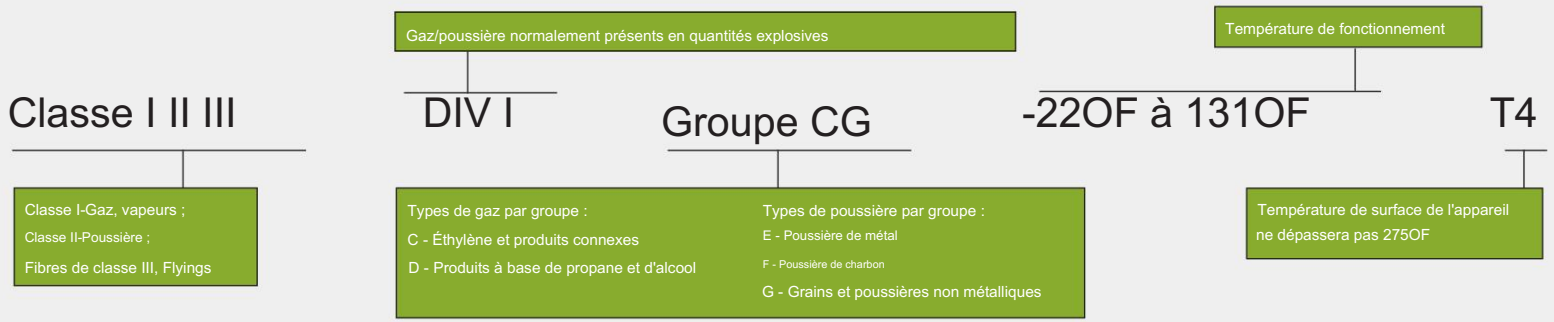 Gaz/poussière normalement présents en quantités explosives
Température de fonctionnement
Classe I II III
DIV I
Groupe CG
-22OF à 131OF
T4
Classe I-Gaz, vapeurs ;
Classe II-Poussière ;
Fibres de classe III, Flyings
Types de gaz par groupe :
C - Éthylène et produits connexes
D - Produits à base de propane et d'alcool
Types de poussière par groupe :
E - Poussière de métal
F - Poussière de charbon
G - Grains et poussières non métalliques
Température de surface de l'appareil
ne dépassera pas 275OF